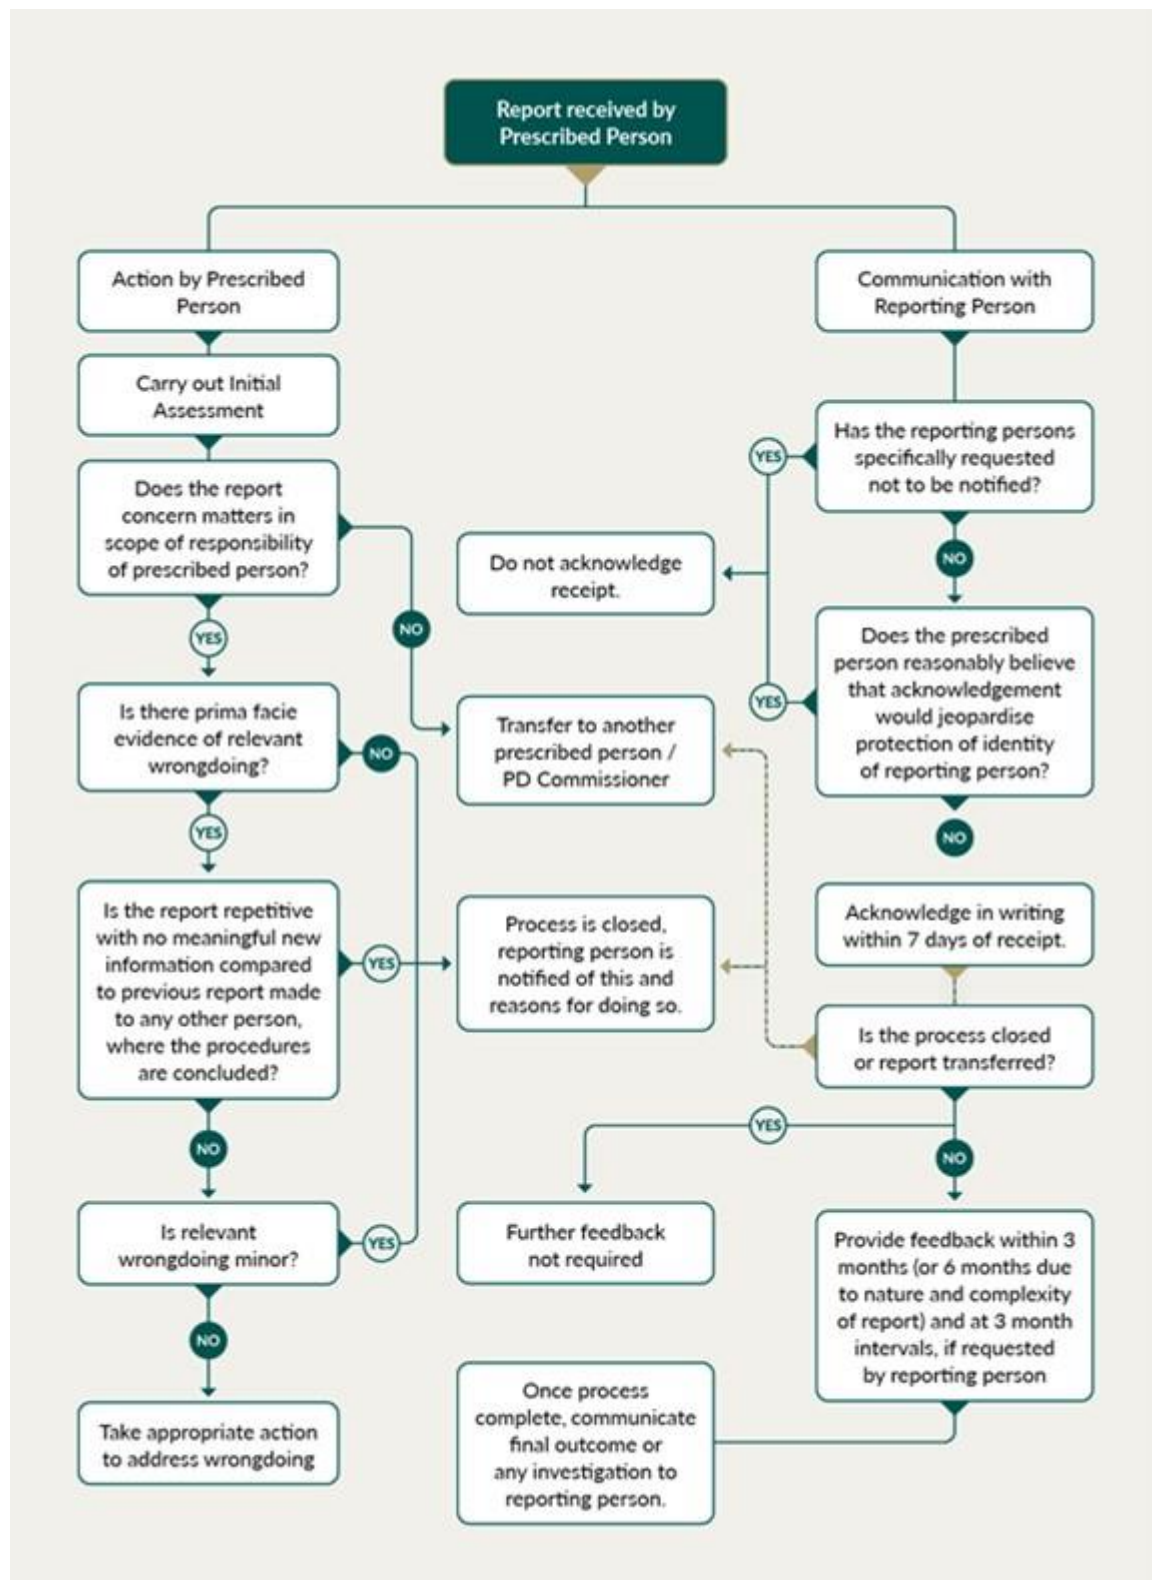 Report received by
Prescribed Person
Action by Prescribed
Person
Communication with
Reporting Person
Carry out Initial
Assessment
Has the reporting persons
specifically requested
not to be notified?
YES
Does the report
concern matters in
scope of responsibility
of prescribed person?
Do not acknowledge
receipt.
NO
NO
YES
Does the prescribed
person reasonably believe
that acknowledgement
would jeopardise
protection of identity
of reporting person?
YES
Is there prima facie
evidence of relevant
wrongdoing?
NO
Transfer to another
prescribed person /
PD Commissioner
YES
NO
Is the report repetitive
with no meaningful new
information compared
to previous report made
to any other person,
where the procedures
are concluded?
YES
Process is closed,
reporting person is
notified of this and
reasons for doing so.
Acknowledge in writing
within 7 days of receipt.
Is the process closed
or report transferred?
YES
NO
NO
Is relevant
wrongdoing minor?
YES
Further feedback
not required
Provide feedback within 3
months (or 6 months due
to nature and complexity
of report) and at 3 month
intervals, if requested
by reporting person
NO
Take appropriate action
to address wrongdoing
Once process
complete, communicate
final outcome or
any investigation to
reporting person.